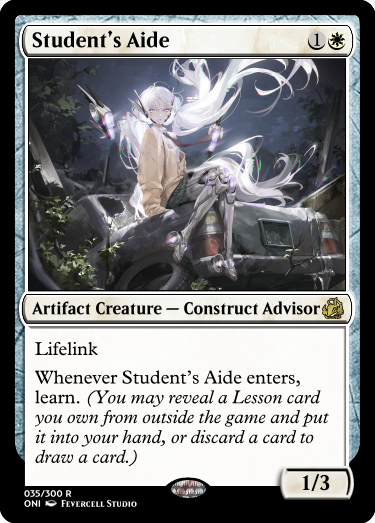 Student's Aide 1
Artifact Creature — Construct Advisor
Lifelink
Whenever Student's Aide enters,
learn. (You may reveal a Lesson card
you own from outside the game and put
it into your hand, or discard a card to
draw a card.)
1/3
035/300 R
ONI Fevercell Studio